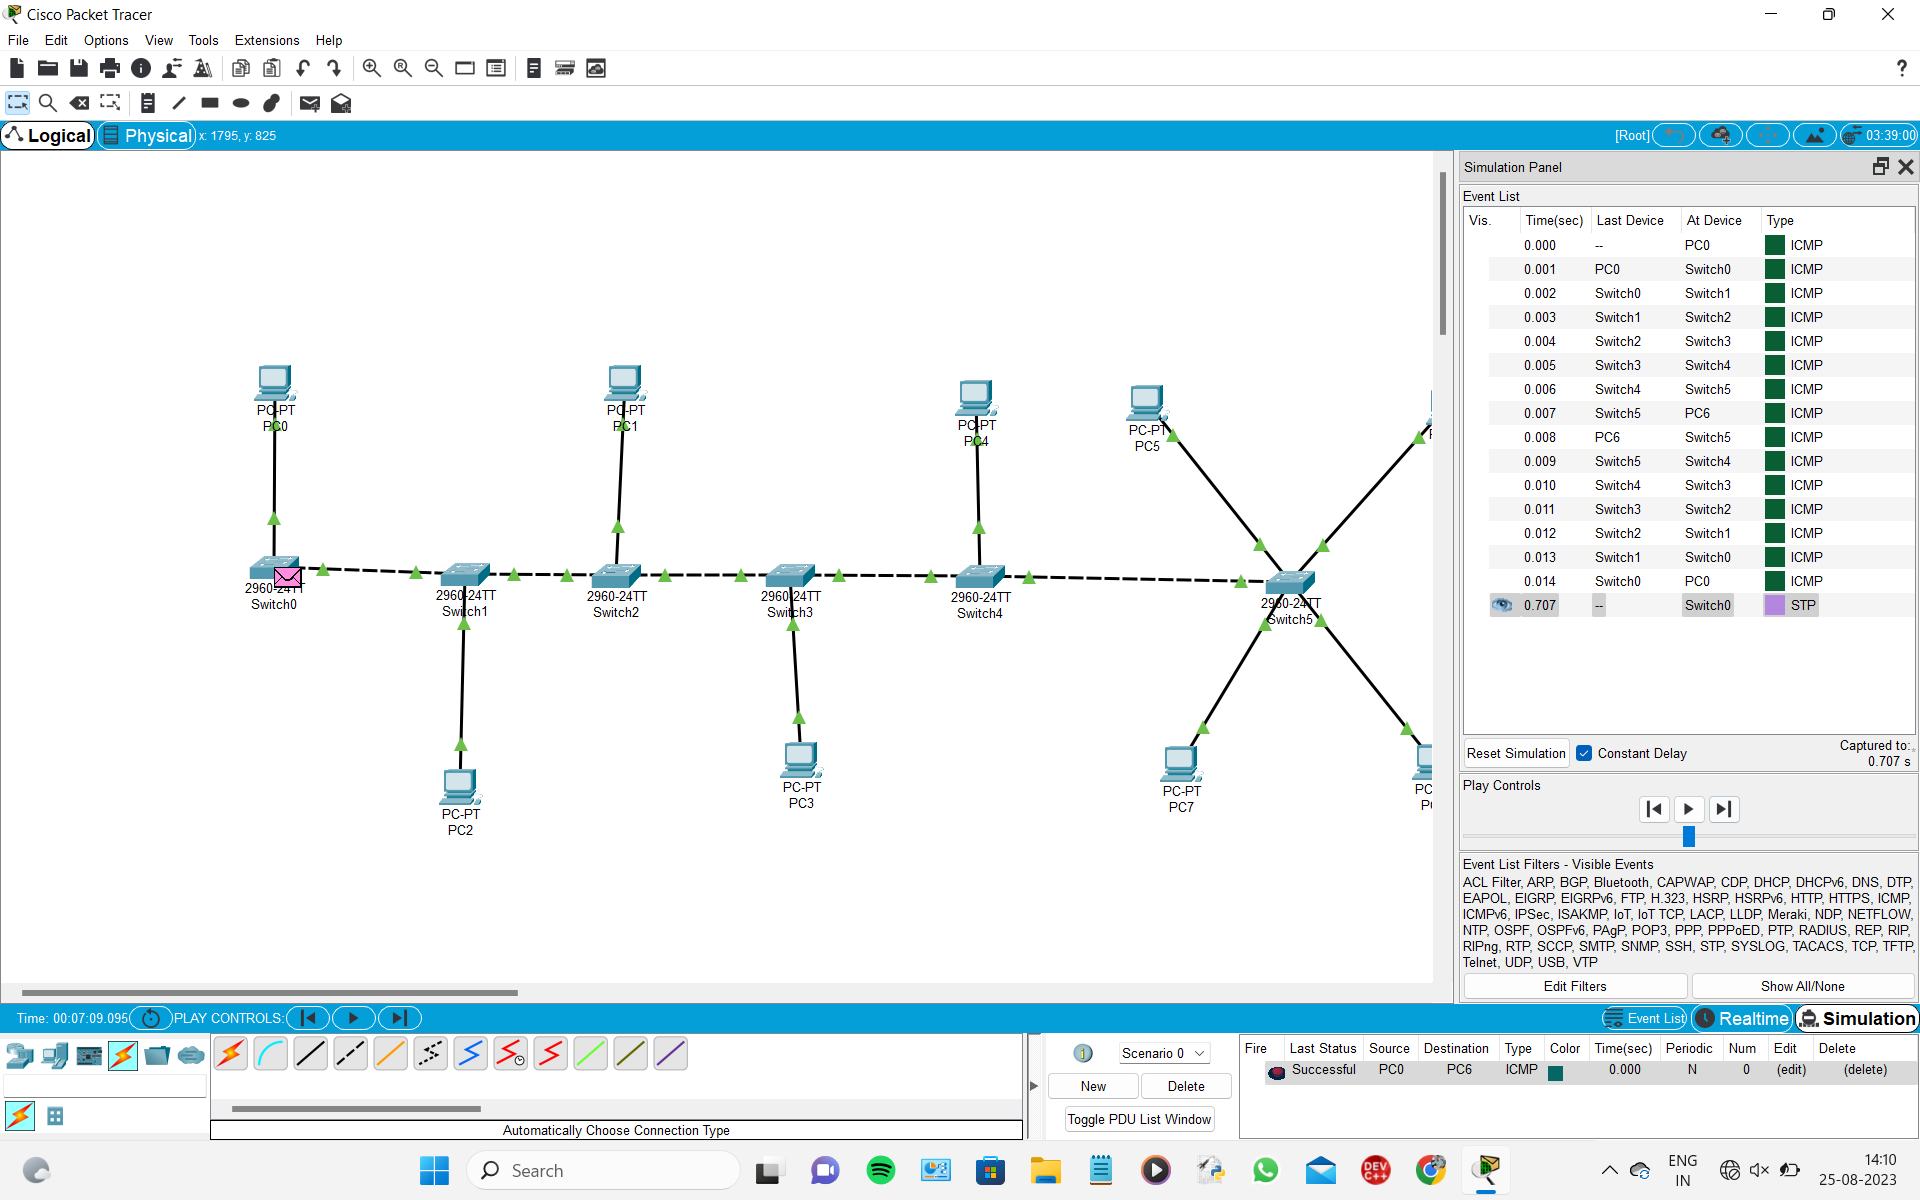 Cisco Packet Tracer
File Edit Options View Tools Extensions Help
?
Logical Physical x: 1795, y: 825 [Root] 03:39:00
Simulation Panel
Event List
Vis. Time(sec) Last Device At Device Type
0.000 -- PC0 ICMP
0.001 PC0 Switch0 ICMP
0.002 Switch0 Switch1 ICMP
0.003 Switch1 Switch2 ICMP
0.004 Switch2 Switch3 ICMP
0.005 Switch3 Switch4 ICMP
0.006 Switch4 Switch5 ICMP
0.007 Switch5 PC6 ICMP
0.008 PC6 Switch5 ICMP
0.009 Switch5 Switch4 ICMP
0.010 Switch4 Switch3 ICMP
0.011 Switch3 Switch2 ICMP
0.012 Switch2 Switch1 ICMP
0.013 Switch1 Switch0 ICMP
0.014 Switch0 PC0 ICMP
0.707 -- Switch0 STP
PC-PT
PC0
PC-PT
PC1
PC-PT
PC4
PC-PT
PC5
2960-24TT
Switch0
2960-24TT
Switch1
2960-24TT
Switch2
2960-24TT
Switch3
2960-24TT
Switch4
2960-24TT
Switch5
PC-PT
PC2
PC-PT
PC3
PC-PT
PC7
Reset Simulation Constant Delay Captured to:
0.707 s
Play Controls
Event List Filters - Visible Events
ACL Filter, ARP, BGP, Bluetooth, CAPWAP, CDP, DHCP, DHCPv6, DNS, DTP,
EAPOL, EIGRP, EIGRPv6, FTP, H.323, HSRP, HSRPv6, HTTP, HTTPS, ICMP,
ICMPv6, IPSec, ISAKMP, IoT, IoT TCP, LACP, LLDP, Meraki, NDP, NETFLOW,
NTP, OSPF, OSPFv6, PAgP, POP3, PPP, PPPoED, PTP, RADIUS, REP, RIP,
RIPng, RTP, SCCP, SMTP, SNMP, SSH, STP, SYSLOG, TACACS, TCP, TFTP,
Telnet, UDP, USB, VTP
Edit Filters Show All/None
Time: 00:07:09.095 PLAY CONTROLS: Event List Realtime Simulation
Scenario 0
New Delete
Toggle PDU List Window
Fire Last Status Source Destination Type Color Time(sec) Periodic Num Edit Delete
Successful PC0 PC6 ICMP 0.000 N 0 (edit) (delete)
Automatically Choose Connection Type
Search
DEV
C++
ENG
IN
14:10
25-08-2023